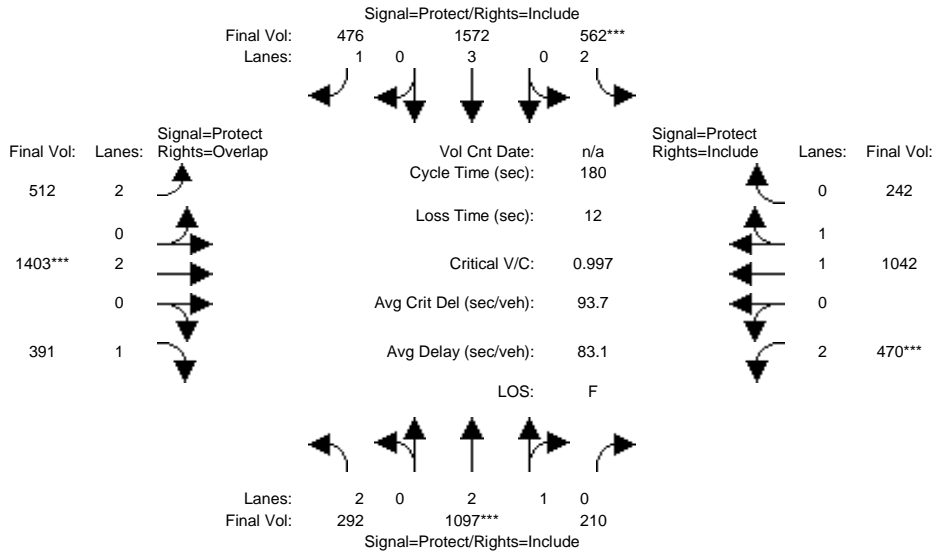 Signal=Protect/Rights=Include
Final Vol: 476 1572 562***
Lanes: 1 0 3 0 2
Signal=Protect Signal=Protect
Final Vol: Lanes: Rights=Overlap Vol Cnt Date: n/a Rights=Include Lanes: Final Vol:
Cycle Time (sec): 180
512 2 0 242
Loss Time (sec): 12
0 1
1403*** 2 Critical V/C: 0.997 1 1042
0 Avg Crit Del (sec/veh): 93.7 0
391 1 Avg Delay (sec/veh): 83.1 2 470***
LOS: F
Lanes: 2 0 2 1 0
Final Vol: 292 1097*** 210
Signal=Protect/Rights=Include